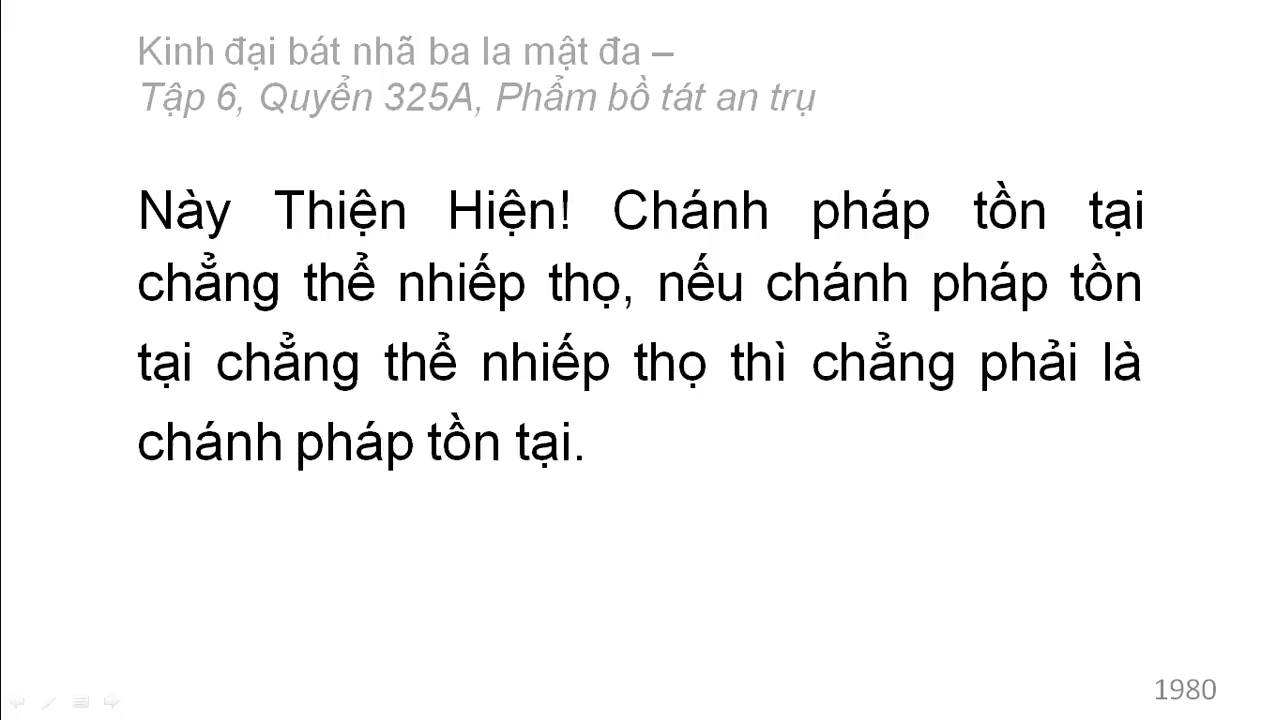 Kinh đại bát nhã ba la mật đa –
Tập 6, Quyển 325A, Phẩm bồ tát an trụ
Này Thiện Hiện! Chánh pháp tồn tại
chẳng thể nhiếp thọ, nếu chánh pháp tồn
tại chẳng thể nhiếp thọ thì chẳng phải là
chánh pháp tồn tại.
1980